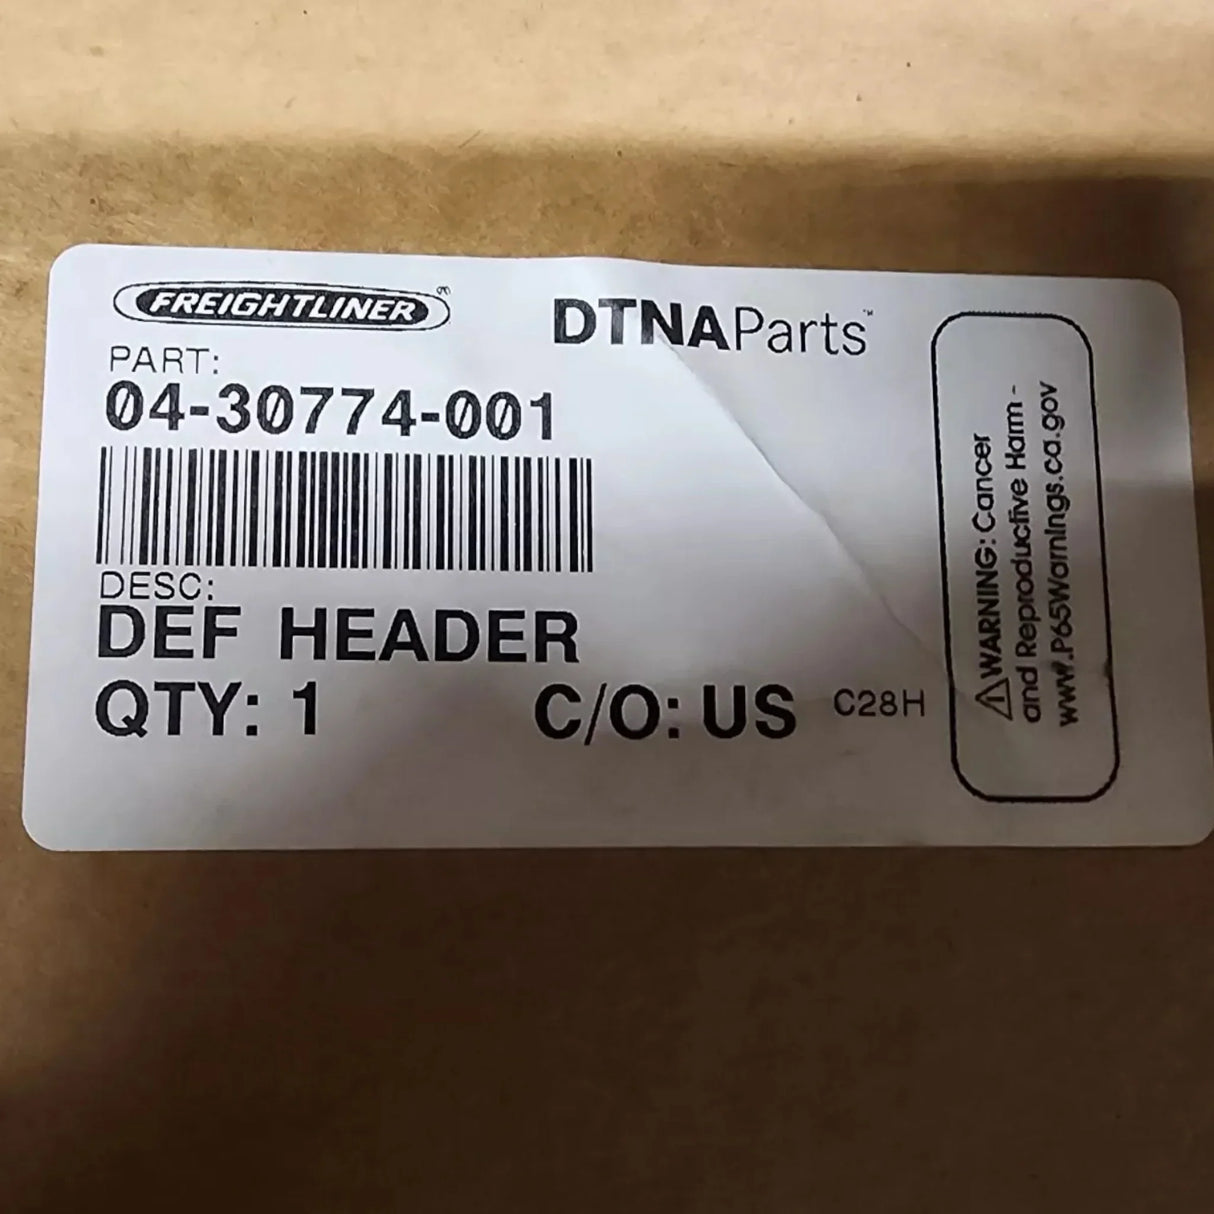 FREIGHTLINER®
DTNAParts™
PART:
04-30774-001
DESC:
DEF HEADER
QTY: 1
C/O: US
C28H
⚠WARNING: Cancer
and Reproductive Harm -
www.P65Warnings.ca.gov